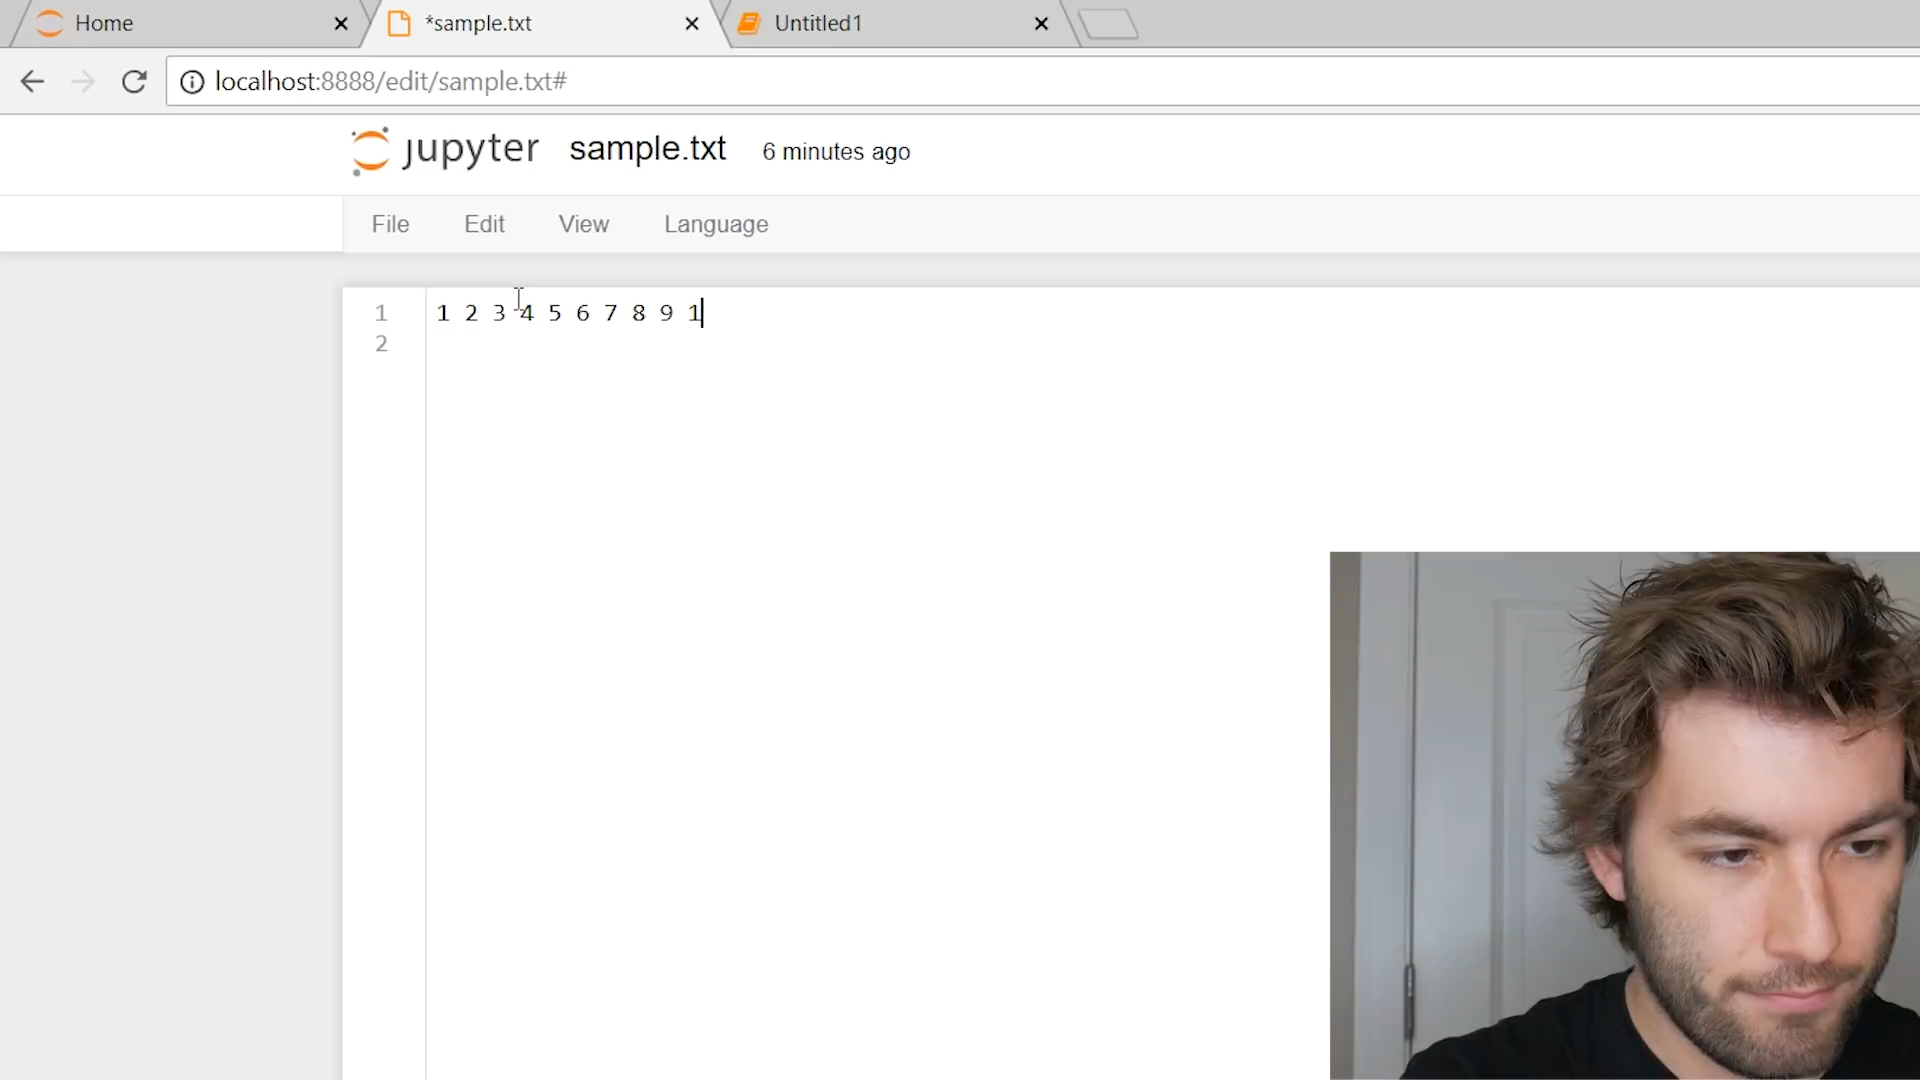 Home
*sample.txt
Untitled1
localhost:8888/edit/sample.txt#
jupyter sample.txt 6 minutes ago
File Edit View Language
1 1 2 3 4 5 6 7 8 9 1
2